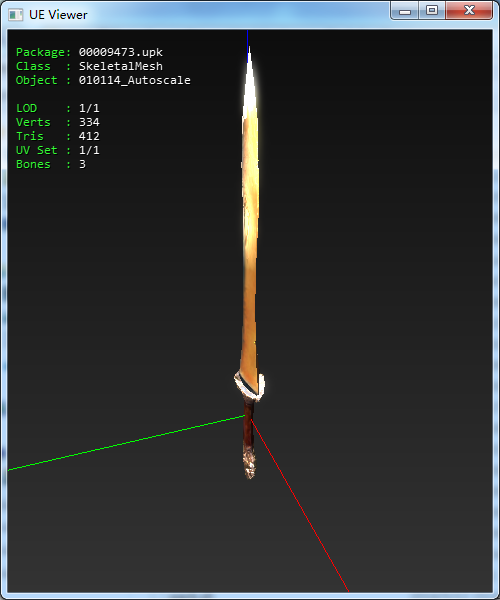 UE Viewer
Package: 00009473.upk
Class  : SkeletalMesh
Object : 010114_Autoscale
LOD    : 1/1
Verts  : 334
Tris   : 412
UV Set : 1/1
Bones  : 3